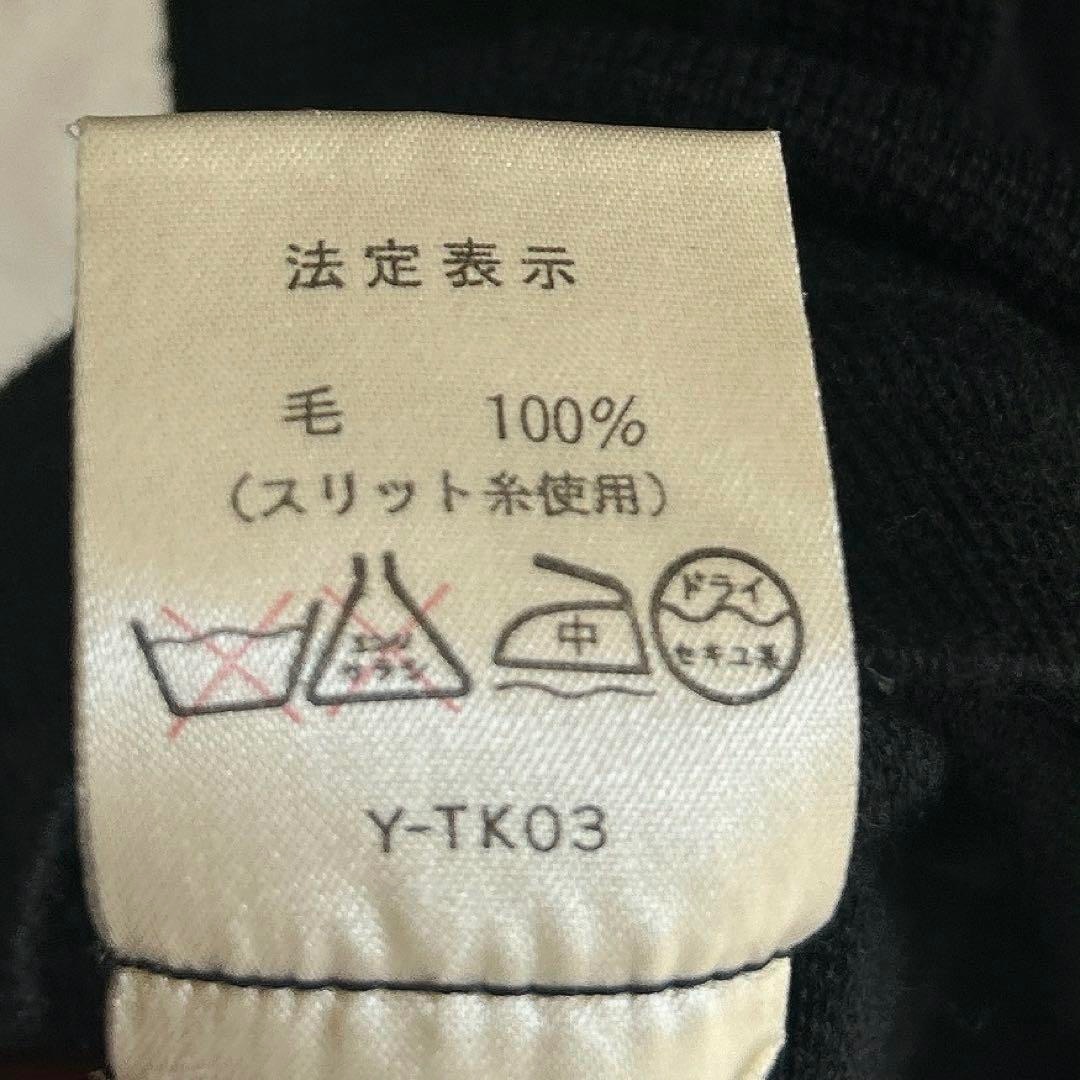 法定表示
毛 100%
(スリット糸使用)
エンソ
サラシ
中
ドライ
セキユ系
Y-TK03